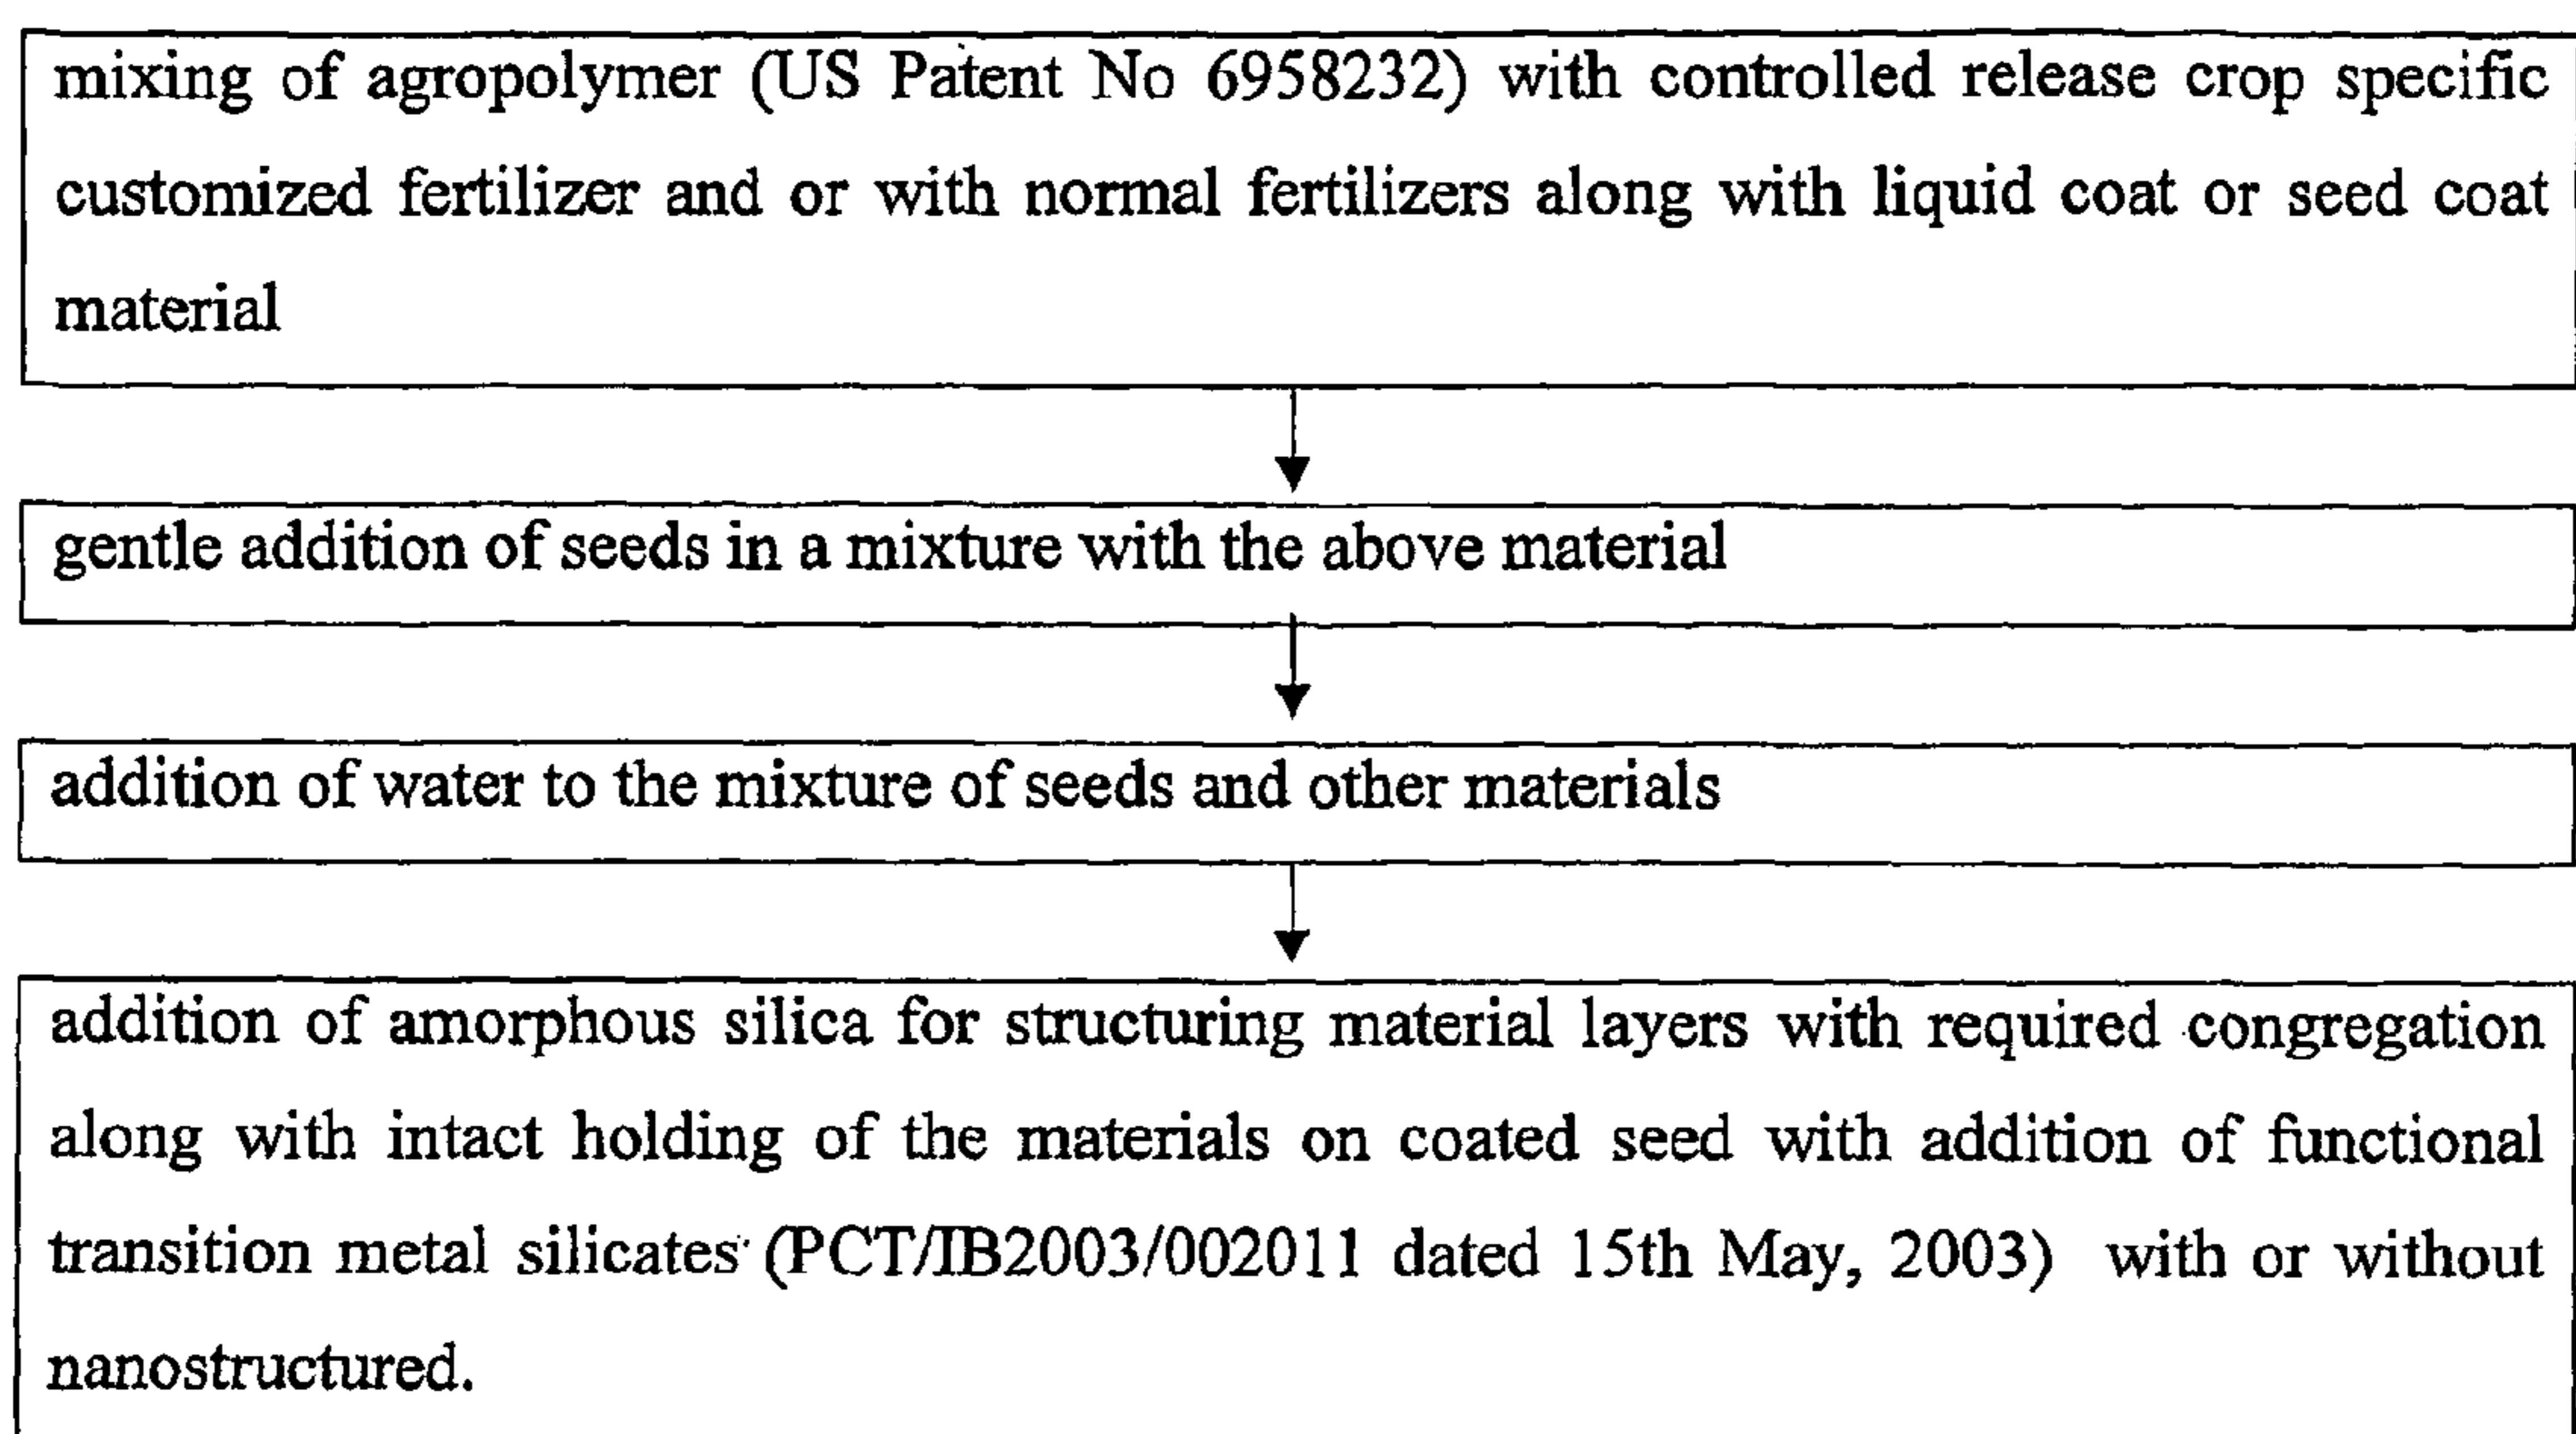 mixing of agropolymer (US Patent No 6958232) with controlled release crop specific
customized fertilizer and or with normal fertilizers along with liquid coat or seed coat
material
gentle addition of seeds in a mixture with the above material
addition of water to the mixture of seeds and other materials
addition of amorphous silica for structuring material layers with required congregation
along with intact holding of the materials on coated seed with addition of functional
transition metal silicates (PCT/IB2003/002011 dated 15th May, 2003) with or without
nanostructured.